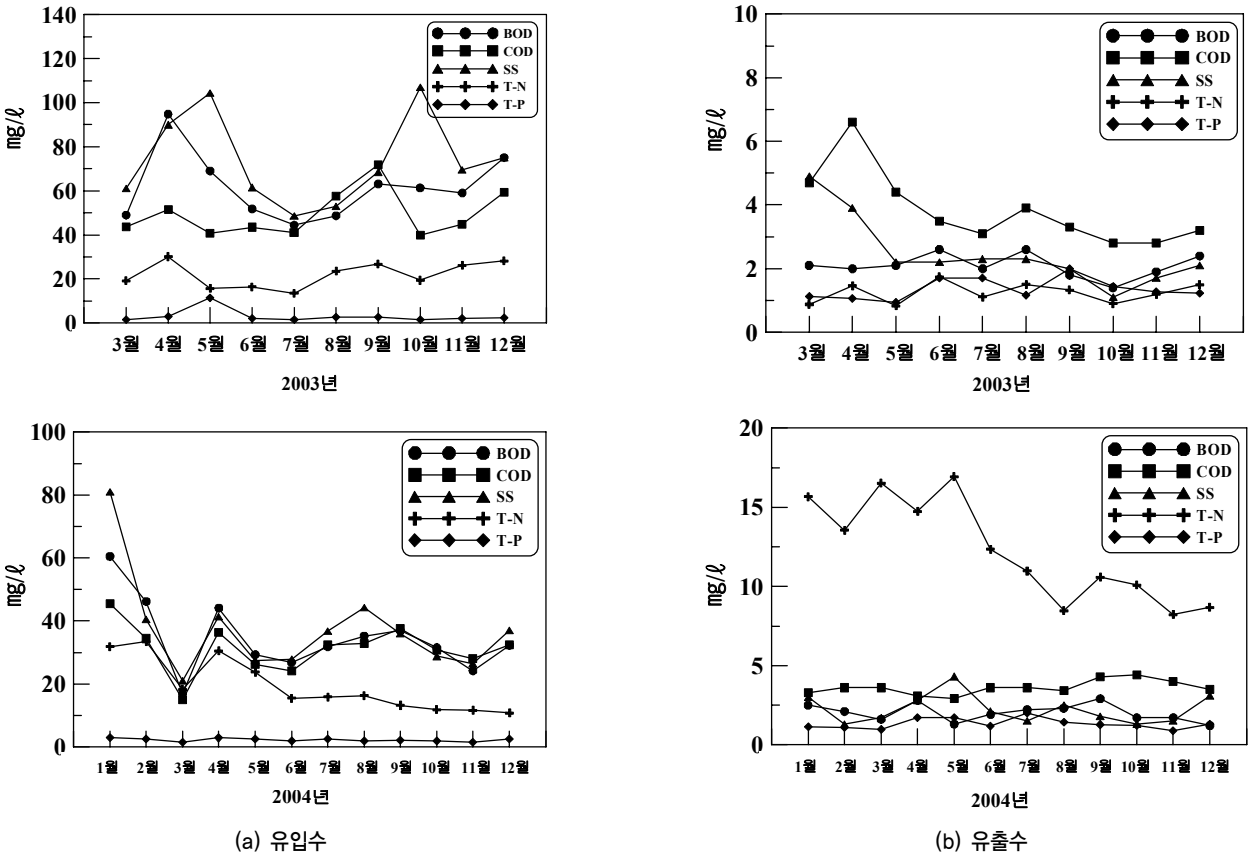 140
120
100
80
60
40
20
0
mg/ℓ
BOD
COD
SS
T-N
T-P
3월 4월 5월 6월 7월 8월 9월 10월 11월 12월
2003년
10
8
6
4
2
0
mg/ℓ
BOD
COD
SS
T-N
T-P
3월 4월 5월 6월 7월 8월 9월 10월 11월 12월
2003년
100
80
60
40
20
0
mg/ℓ
BOD
COD
SS
T-N
T-P
1월 2월 3월 4월 5월 6월 7월 8월 9월 10월 11월 12월
2004년
(a) 유입수
20
15
10
5
0
mg/ℓ
BOD
COD
SS
T-N
T-P
1월 2월 3월 4월 5월 6월 7월 8월 9월 10월 11월 12월
2004년
(b) 유출수